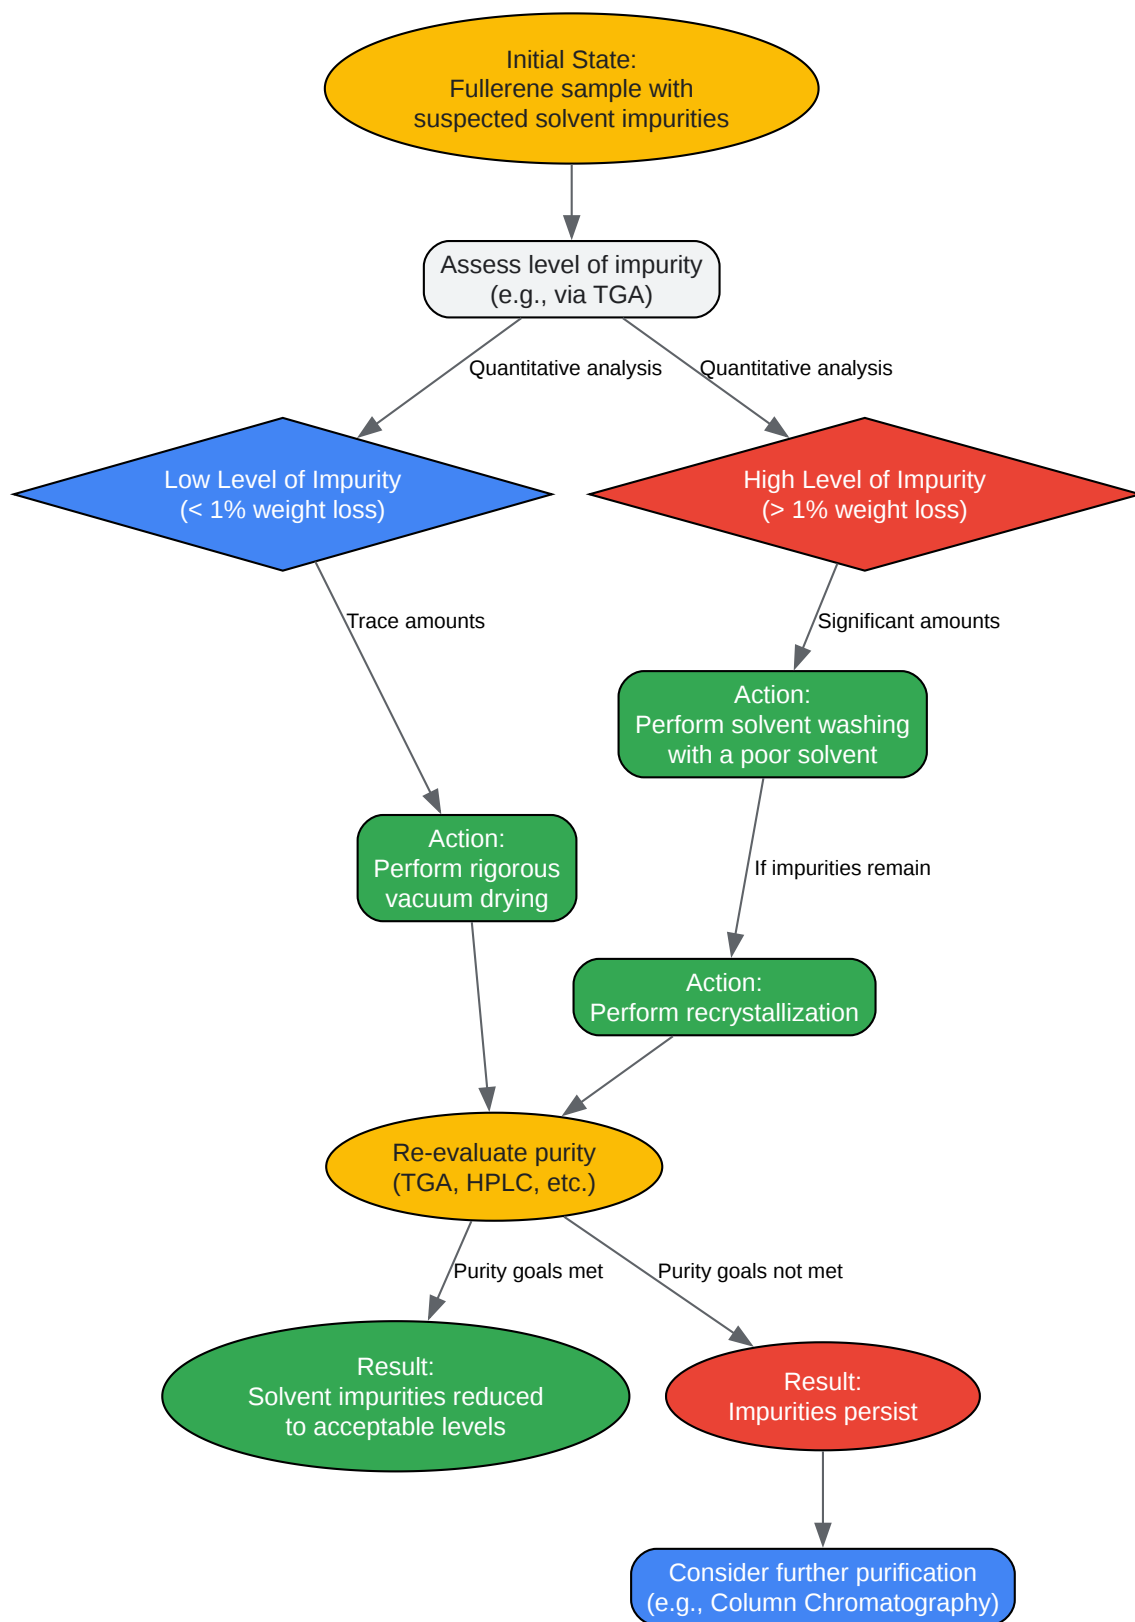 Initial State:
Fullerene sample with
suspected solvent impurities
Assess level of impurity
(e.g., via TGA)
Quantitative analysis
Quantitative analysis
Low Level of Impurity
(< 1% weight loss)
High Level of Impurity
(> 1% weight loss)
Trace amounts
Significant amounts
Action:
Perform solvent washing
with a poor solvent
Action:
Perform rigorous
vacuum drying
If impurities remain
Action:
Perform recrystallization
Re-evaluate purity
(TGA, HPLC, etc.)
Purity goals met
Purity goals not met
Result:
Solvent impurities reduced
to acceptable levels
Result:
Impurities persist
Consider further purification
(e.g., Column Chromatography)